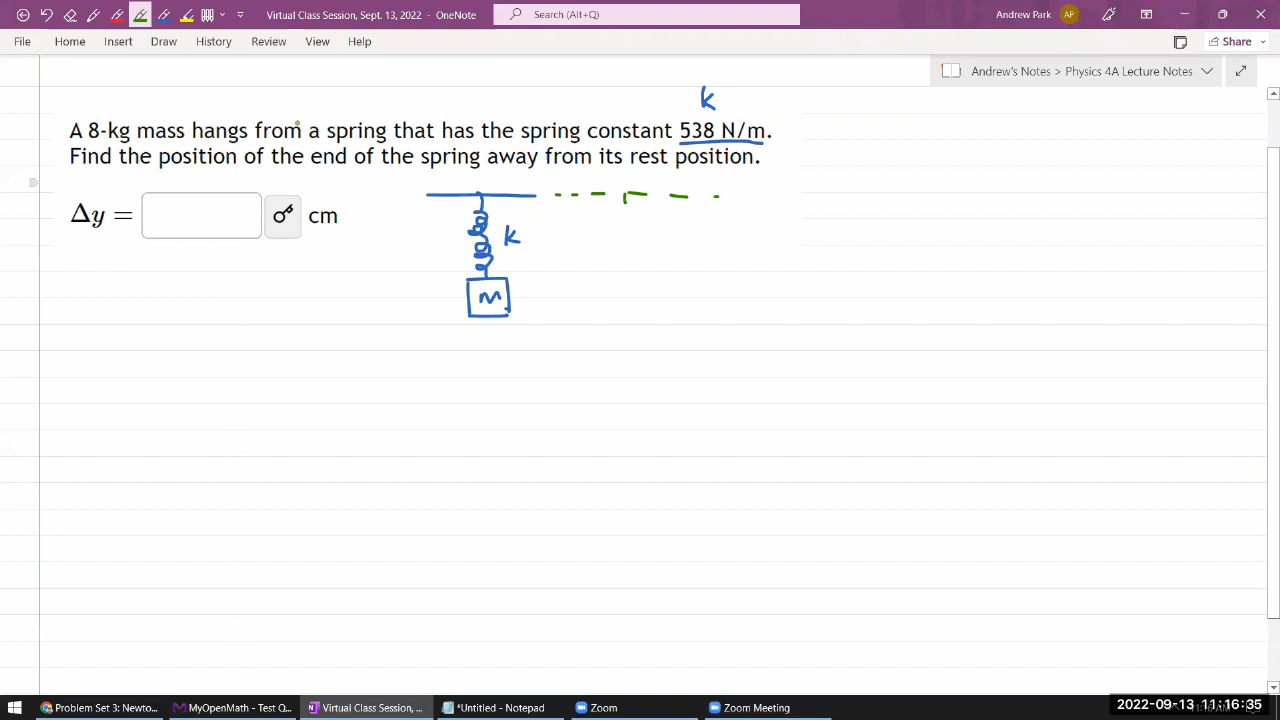 Virtual Class Session, Sept. 13, 2022 - OneNote
Search (Alt+Q)
Andrew Park
AP
File
Home
Insert
Draw
History
Review
View
Help
Share
Andrew's Notes > Physics 4A Lecture Notes
k
A 8-kg mass hangs from a spring that has the spring constant 538 N/m.
Find the position of the end of the spring away from its rest position.
Δy =
cm
k
m
Problem Set 3: Newto...
MyOpenMath - Test Q...
Virtual Class Session, ...
*Untitled - Notepad
Zoom
Zoom Meeting
2022-09-13 11:16:35